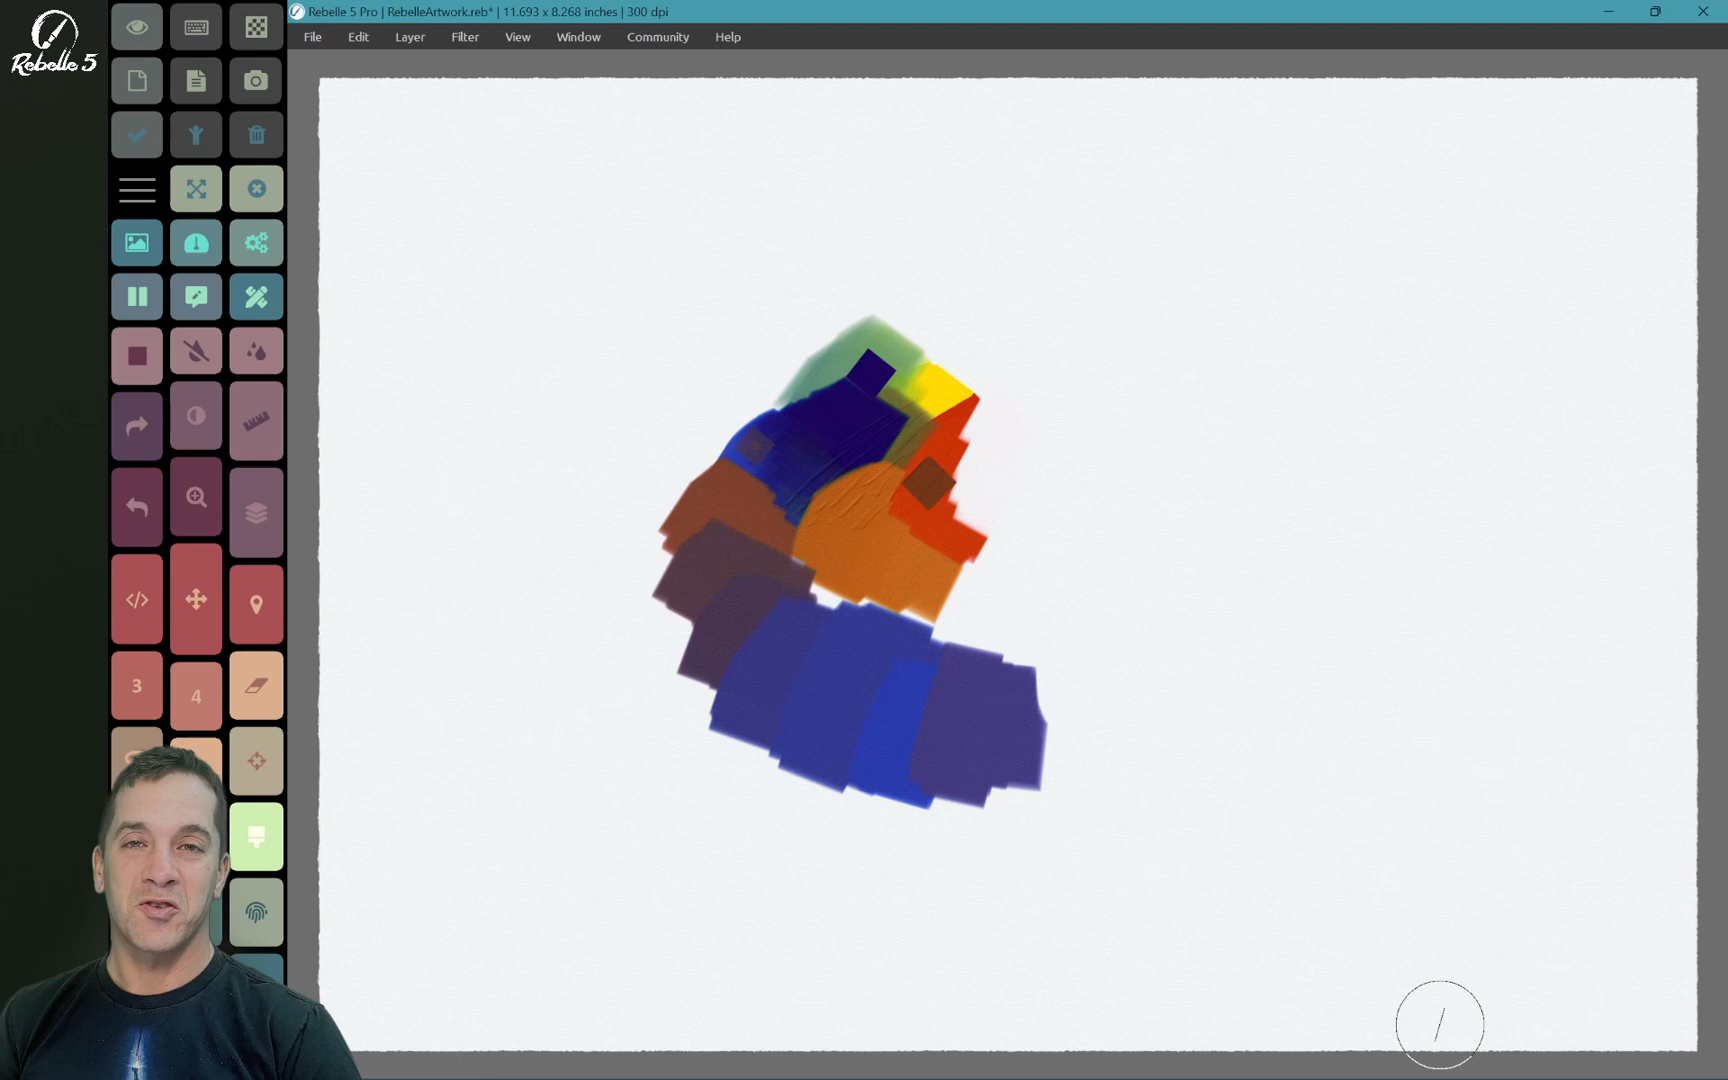 Rebelle 5
Rebelle 5 Pro | RebelleArtwork.reb* | 11.693 x 8.268 inches | 300 dpi
File Edit Layer Filter View Window Community Help
</>
3
4